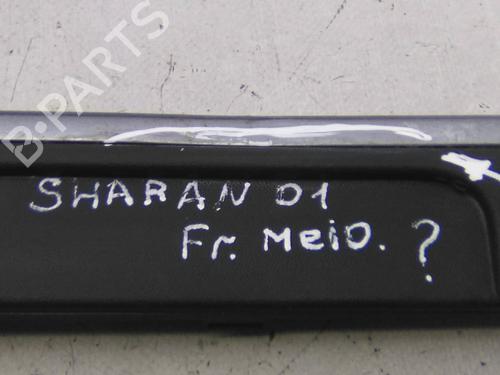 B-PARTS
SHARAN 01
Fr. MeiO. ?